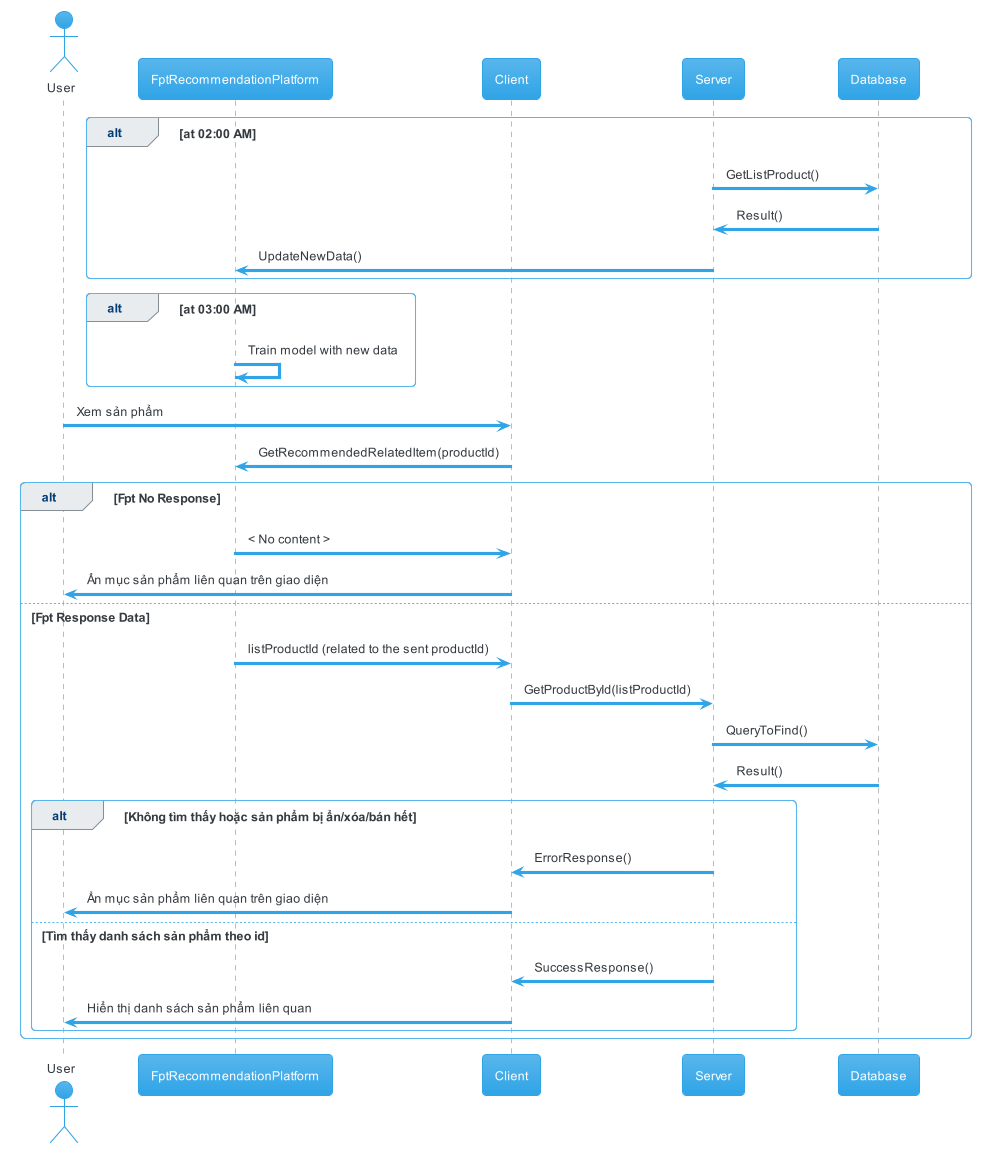 User
FptRecommendationPlatform
Client
Server
Database
alt
[at 02:00 AM]
GetListProduct()
Result()
UpdateNewData()
alt
[at 03:00 AM]
Train model with new data
Xem sản phẩm
GetRecommendedRelatedItem(productId)
alt
[Fpt No Response]
< No content >
Ẩn mục sản phẩm liên quan trên giao diện
[Fpt Response Data]
listProductId (related to the sent productId)
GetProductById(listProductId)
QueryToFind()
Result()
alt
[Không tìm thấy hoặc sản phẩm bị ẩn/xóa/bán hết]
ErrorResponse()
Ẩn mục sản phẩm liên quan trên giao diện
[Tìm thấy danh sách sản phẩm theo id]
SuccessResponse()
Hiển thị danh sách sản phẩm liên quan
User
FptRecommendationPlatform
Client
Server
Database